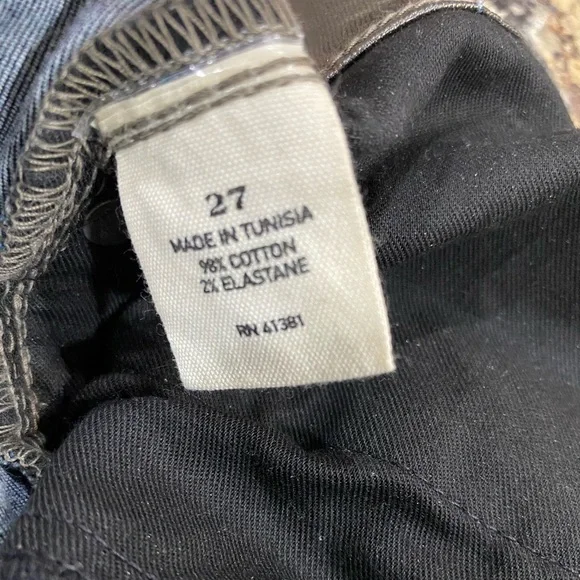 27
MADE IN TUNISIA
98% COTTON
2% ELASTANE
RN 41381